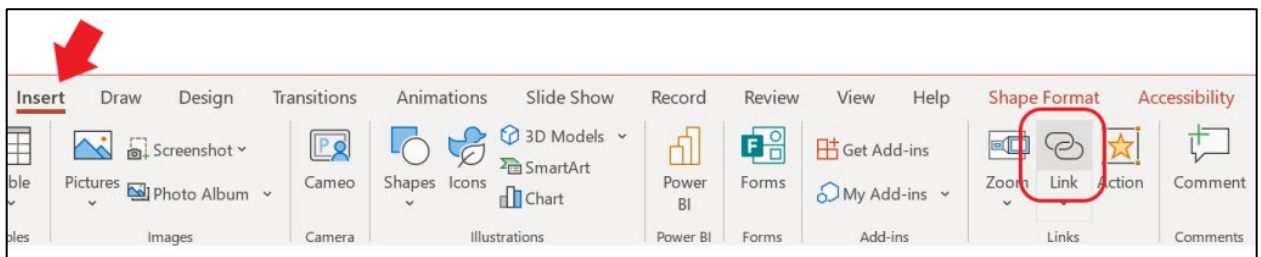 Insert Draw Design Transitions Animations Slide Show Record Review View Help Shape Format Accessibility
ble Pictures Screenshot Photo Album Cameo Shapes Icons 3D Models SmartArt Chart Power BI Forms Get Add-ins My Add-ins Zoom Link Action Comment
bles Images Camera Illustrations Power BI Forms Add-ins Links Comments